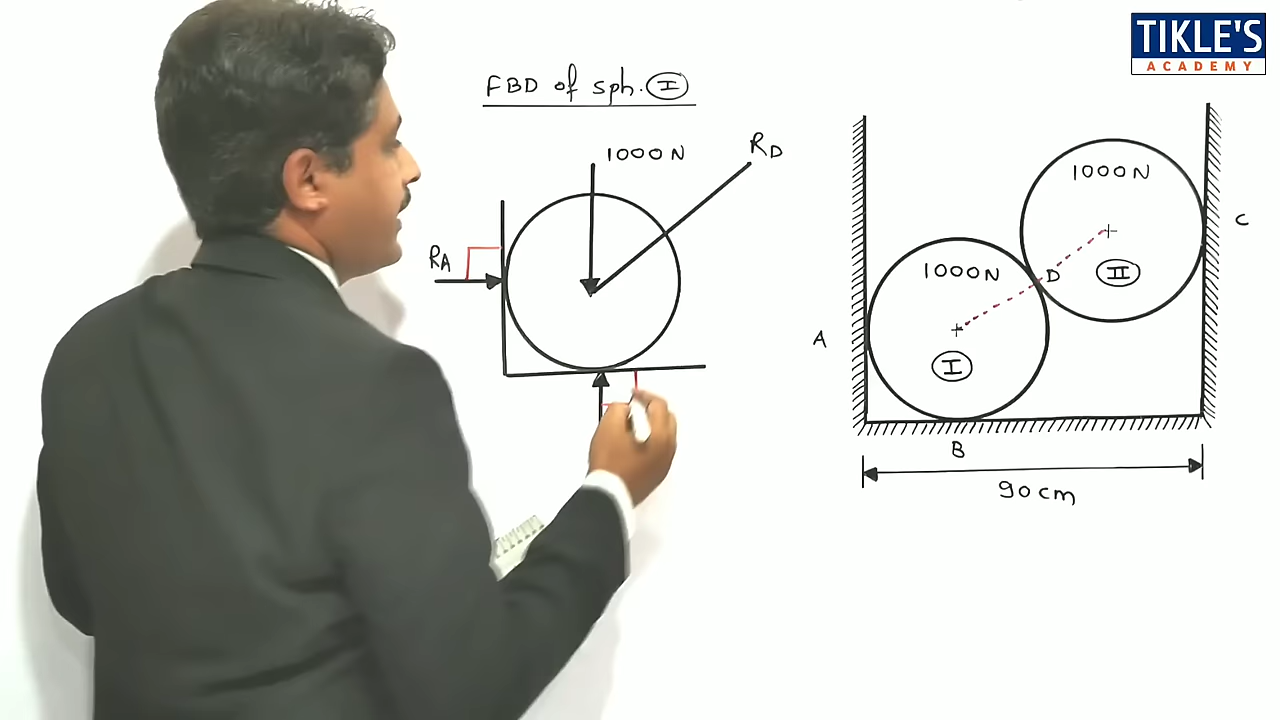 TIKLE'S
ACADEMY
FBD of sph. I
1000 N
RD
RA
1000 N
C
1000 N
D
II
A
I
B
90 cm